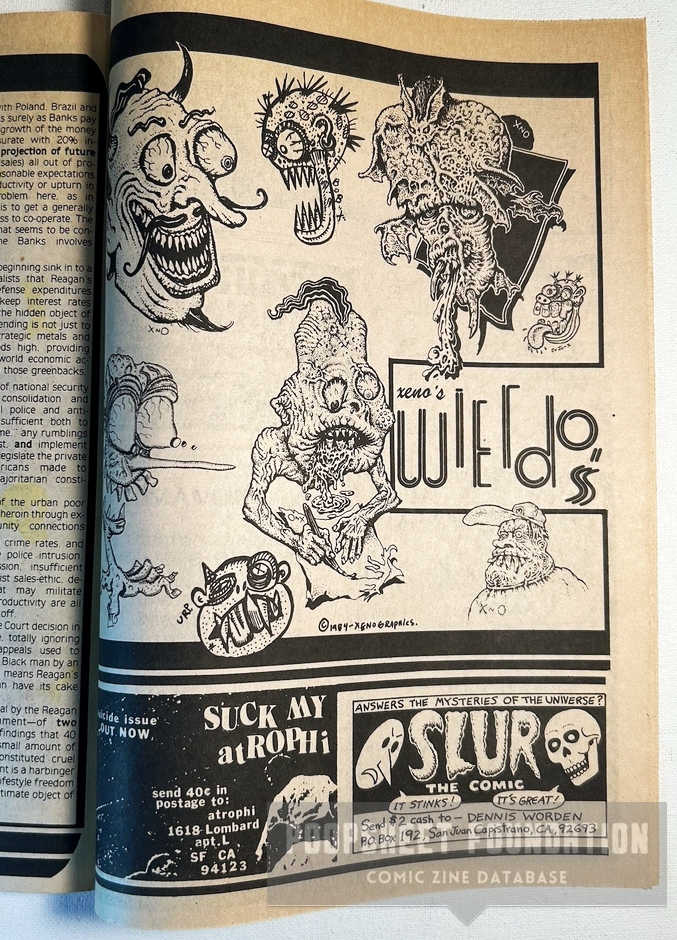 with Poland, Brazil and
s surely as Banks pay
growth of the money
surate with 20% in-
projection of future
sales) all out of pro-
asonable expectations
ductivity or upturn in
roblem here, as in
is to get a generally
ss to co-operate. The
hat seems to be con-
he Banks involves
beginning sink in to a
alists that Reagan's
efense expenditures
keep interest rates
he hidden object of
ending is not just to
rategic metals and
ds high, providing
world economic ac-
those greenbacks.
of national security
consolidation and
l police and anti-
sufficient both to
me," any rumblings
st, and implement
egislate the private
ricans made to
ajoritarian consti-
of the urban poor
heroin through ex-
unity connections
crime rates, and
police intrusion
ssion, insufficient
ist sales-ethic, de-
at may militate
roductivity are all
off.
e Court decision in
e, totally ignoring
appeals used to
Black man by an
means Reagan's
an have its cake
al by the Reagan
ument—of two
findings that 40
small amount of
onstituted cruel
nt is a harbinger
ifestyle freedom
timate object of
XNO
XNO
xeno's
WIERDO'S
URP
XNO
©1984-XENOGRAPHICS.
uicide issue
OUT NOW,
SUCK MY
atROPHi
send 40¢ in
postage to:
atrophi
1618 Lombard
apt. L
SF CA
94123
ANSWERS THE MYSTERIES OF THE UNIVERSE?
SLUR
THE COMIC
IT STINKS!
IT'S GREAT!
Send $2 cash to — DENNIS WORDEN
P.O. Box 192, San Juan Capistrano, CA, 92693
POOPSHEET FOUNDATION
COMIC ZINE DATABASE